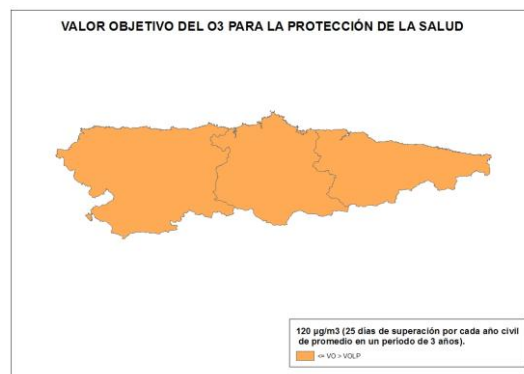 VALOR OBJETIVO DEL O3 PARA LA PROTECCIÓN DE LA SALUD
120 µg/m3 (25 días de superación por cada año civil
de promedio en un período de 3 años).
<= VO > VOLP